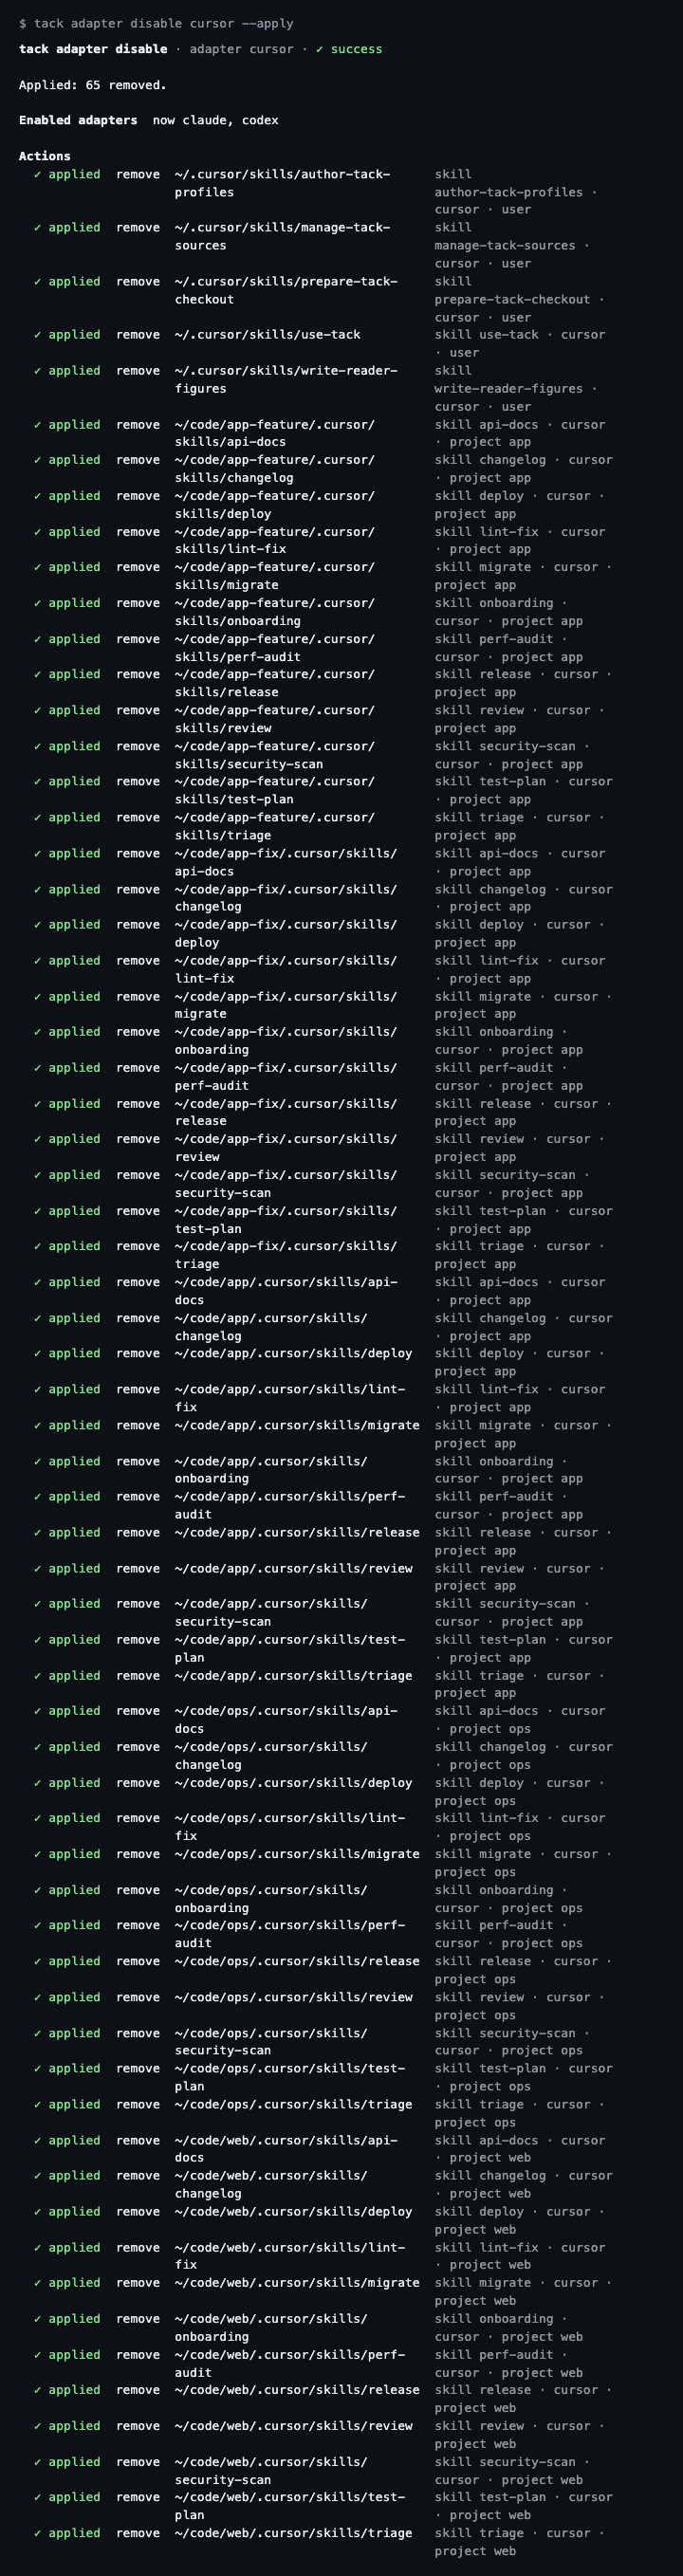 $ tack adapter disable cursor --apply
tack adapter disable · adapter cursor · ✓ success
Applied: 65 removed.
Enabled adapters  now claude, codex
Actions
✓ applied  remove  ~/.cursor/skills/author-tack-  skill
profiles  author-tack-profiles ·
cursor · user
✓ applied  remove  ~/.cursor/skills/manage-tack-  skill
sources  manage-tack-sources ·
cursor · user
✓ applied  remove  ~/.cursor/skills/prepare-tack-  skill
checkout  prepare-tack-checkout ·
cursor · user
✓ applied  remove  ~/.cursor/skills/use-tack  skill use-tack · cursor
· user
✓ applied  remove  ~/.cursor/skills/write-reader-  skill
figures  write-reader-figures ·
cursor · user
✓ applied  remove  ~/code/app-feature/.cursor/  skill api-docs · cursor
skills/api-docs  · project app
✓ applied  remove  ~/code/app-feature/.cursor/  skill changelog · cursor
skills/changelog  · project app
✓ applied  remove  ~/code/app-feature/.cursor/  skill deploy · cursor ·
skills/deploy  project app
✓ applied  remove  ~/code/app-feature/.cursor/  skill lint-fix · cursor
skills/lint-fix  · project app
✓ applied  remove  ~/code/app-feature/.cursor/  skill migrate · cursor ·
skills/migrate  project app
✓ applied  remove  ~/code/app-feature/.cursor/  skill onboarding ·
skills/onboarding  cursor · project app
✓ applied  remove  ~/code/app-feature/.cursor/  skill perf-audit ·
skills/perf-audit  cursor · project app
✓ applied  remove  ~/code/app-feature/.cursor/  skill release · cursor ·
skills/release  project app
✓ applied  remove  ~/code/app-feature/.cursor/  skill review · cursor ·
skills/review  project app
✓ applied  remove  ~/code/app-feature/.cursor/  skill security-scan ·
skills/security-scan  cursor · project app
✓ applied  remove  ~/code/app-feature/.cursor/  skill test-plan · cursor
skills/test-plan  · project app
✓ applied  remove  ~/code/app-feature/.cursor/  skill triage · cursor ·
skills/triage  project app
✓ applied  remove  ~/code/app-fix/.cursor/skills/  skill api-docs · cursor
api-docs  · project app
✓ applied  remove  ~/code/app-fix/.cursor/skills/  skill changelog · cursor
changelog  · project app
✓ applied  remove  ~/code/app-fix/.cursor/skills/  skill deploy · cursor ·
deploy  project app
✓ applied  remove  ~/code/app-fix/.cursor/skills/  skill lint-fix · cursor
lint-fix  · project app
✓ applied  remove  ~/code/app-fix/.cursor/skills/  skill migrate · cursor ·
migrate  project app
✓ applied  remove  ~/code/app-fix/.cursor/skills/  skill onboarding ·
onboarding  cursor · project app
✓ applied  remove  ~/code/app-fix/.cursor/skills/  skill perf-audit ·
perf-audit  cursor · project app
✓ applied  remove  ~/code/app-fix/.cursor/skills/  skill release · cursor ·
release  project app
✓ applied  remove  ~/code/app-fix/.cursor/skills/  skill review · cursor ·
review  project app
✓ applied  remove  ~/code/app-fix/.cursor/skills/  skill security-scan ·
security-scan  cursor · project app
✓ applied  remove  ~/code/app-fix/.cursor/skills/  skill test-plan · cursor
test-plan  · project app
✓ applied  remove  ~/code/app-fix/.cursor/skills/  skill triage · cursor ·
triage  project app
✓ applied  remove  ~/code/app/.cursor/skills/api-  skill api-docs · cursor
docs  · project app
✓ applied  remove  ~/code/app/.cursor/skills/  skill changelog · cursor
changelog  · project app
✓ applied  remove  ~/code/app/.cursor/skills/deploy  skill deploy · cursor ·
project app
✓ applied  remove  ~/code/app/.cursor/skills/lint-  skill lint-fix · cursor
fix  · project app
✓ applied  remove  ~/code/app/.cursor/skills/migrate  skill migrate · cursor ·
project app
✓ applied  remove  ~/code/app/.cursor/skills/  skill onboarding ·
onboarding  cursor · project app
✓ applied  remove  ~/code/app/.cursor/skills/perf-  skill perf-audit ·
audit  cursor · project app
✓ applied  remove  ~/code/app/.cursor/skills/release  skill release · cursor ·
project app
✓ applied  remove  ~/code/app/.cursor/skills/review  skill review · cursor ·
project app
✓ applied  remove  ~/code/app/.cursor/skills/  skill security-scan ·
security-scan  cursor · project app
✓ applied  remove  ~/code/app/.cursor/skills/test-  skill test-plan · cursor
plan  · project app
✓ applied  remove  ~/code/app/.cursor/skills/triage  skill triage · cursor ·
project app
✓ applied  remove  ~/code/ops/.cursor/skills/api-  skill api-docs · cursor
docs  · project ops
✓ applied  remove  ~/code/ops/.cursor/skills/  skill changelog · cursor
changelog  · project ops
✓ applied  remove  ~/code/ops/.cursor/skills/deploy  skill deploy · cursor ·
project ops
✓ applied  remove  ~/code/ops/.cursor/skills/lint-  skill lint-fix · cursor
fix  · project ops
✓ applied  remove  ~/code/ops/.cursor/skills/migrate  skill migrate · cursor ·
project ops
✓ applied  remove  ~/code/ops/.cursor/skills/  skill onboarding ·
onboarding  cursor · project ops
✓ applied  remove  ~/code/ops/.cursor/skills/perf-  skill perf-audit ·
audit  cursor · project ops
✓ applied  remove  ~/code/ops/.cursor/skills/release  skill release · cursor ·
project ops
✓ applied  remove  ~/code/ops/.cursor/skills/review  skill review · cursor ·
project ops
✓ applied  remove  ~/code/ops/.cursor/skills/  skill security-scan ·
security-scan  cursor · project ops
✓ applied  remove  ~/code/ops/.cursor/skills/test-  skill test-plan · cursor
plan  · project ops
✓ applied  remove  ~/code/ops/.cursor/skills/triage  skill triage · cursor ·
project ops
✓ applied  remove  ~/code/web/.cursor/skills/api-  skill api-docs · cursor
docs  · project web
✓ applied  remove  ~/code/web/.cursor/skills/  skill changelog · cursor
changelog  · project web
✓ applied  remove  ~/code/web/.cursor/skills/deploy  skill deploy · cursor ·
project web
✓ applied  remove  ~/code/web/.cursor/skills/lint-  skill lint-fix · cursor
fix  · project web
✓ applied  remove  ~/code/web/.cursor/skills/migrate  skill migrate · cursor ·
project web
✓ applied  remove  ~/code/web/.cursor/skills/  skill onboarding ·
onboarding  cursor · project web
✓ applied  remove  ~/code/web/.cursor/skills/perf-  skill perf-audit ·
audit  cursor · project web
✓ applied  remove  ~/code/web/.cursor/skills/release  skill release · cursor ·
project web
✓ applied  remove  ~/code/web/.cursor/skills/review  skill review · cursor ·
project web
✓ applied  remove  ~/code/web/.cursor/skills/  skill security-scan ·
security-scan  cursor · project web
✓ applied  remove  ~/code/web/.cursor/skills/test-  skill test-plan · cursor
plan  · project web
✓ applied  remove  ~/code/web/.cursor/skills/triage  skill triage · cursor ·
project web